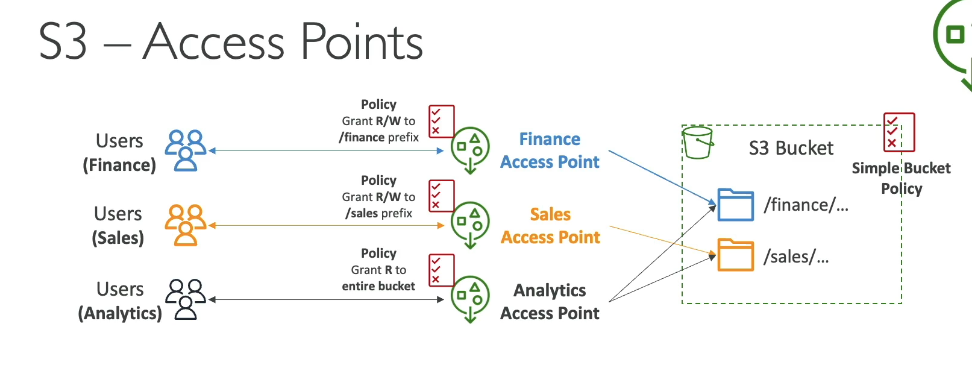 S3 – Access Points
Policy
Grant R/W to
/finance prefix
Users
(Finance)
Finance
Access Point
S3 Bucket
Simple Bucket
Policy
Policy
Grant R/W to
/sales prefix
Users
(Sales)
Sales
Access Point
/finance/...
/sales/...
Policy
Grant R to
entire bucket
Users
(Analytics)
Analytics
Access Point